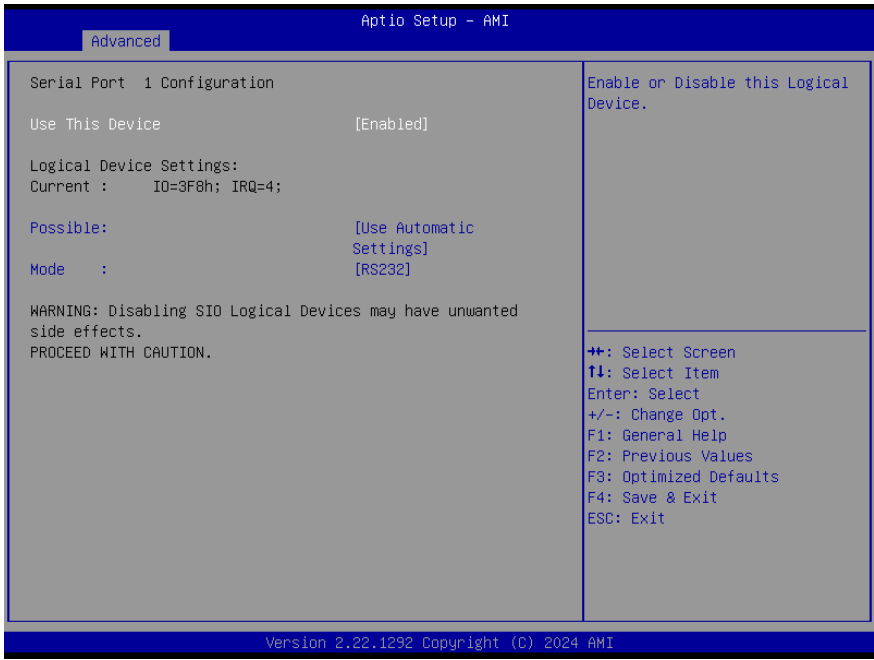 Aptio Setup – AMI
Advanced
Serial Port 1 Configuration
Use This Device [Enabled]
Logical Device Settings:
Current : IO=3F8h; IRQ=4;
Possible: [Use Automatic
Settings]
Mode : [RS232]
WARNING: Disabling SIO Logical Devices may have unwanted
side effects.
PROCEED WITH CAUTION.
Enable or Disable this Logical
Device.
→←: Select Screen
↑↓: Select Item
Enter: Select
+/-: Change Opt.
F1: General Help
F2: Previous Values
F3: Optimized Defaults
F4: Save & Exit
ESC: Exit
Version 2.22.1292 Copyright (C) 2024 AMI